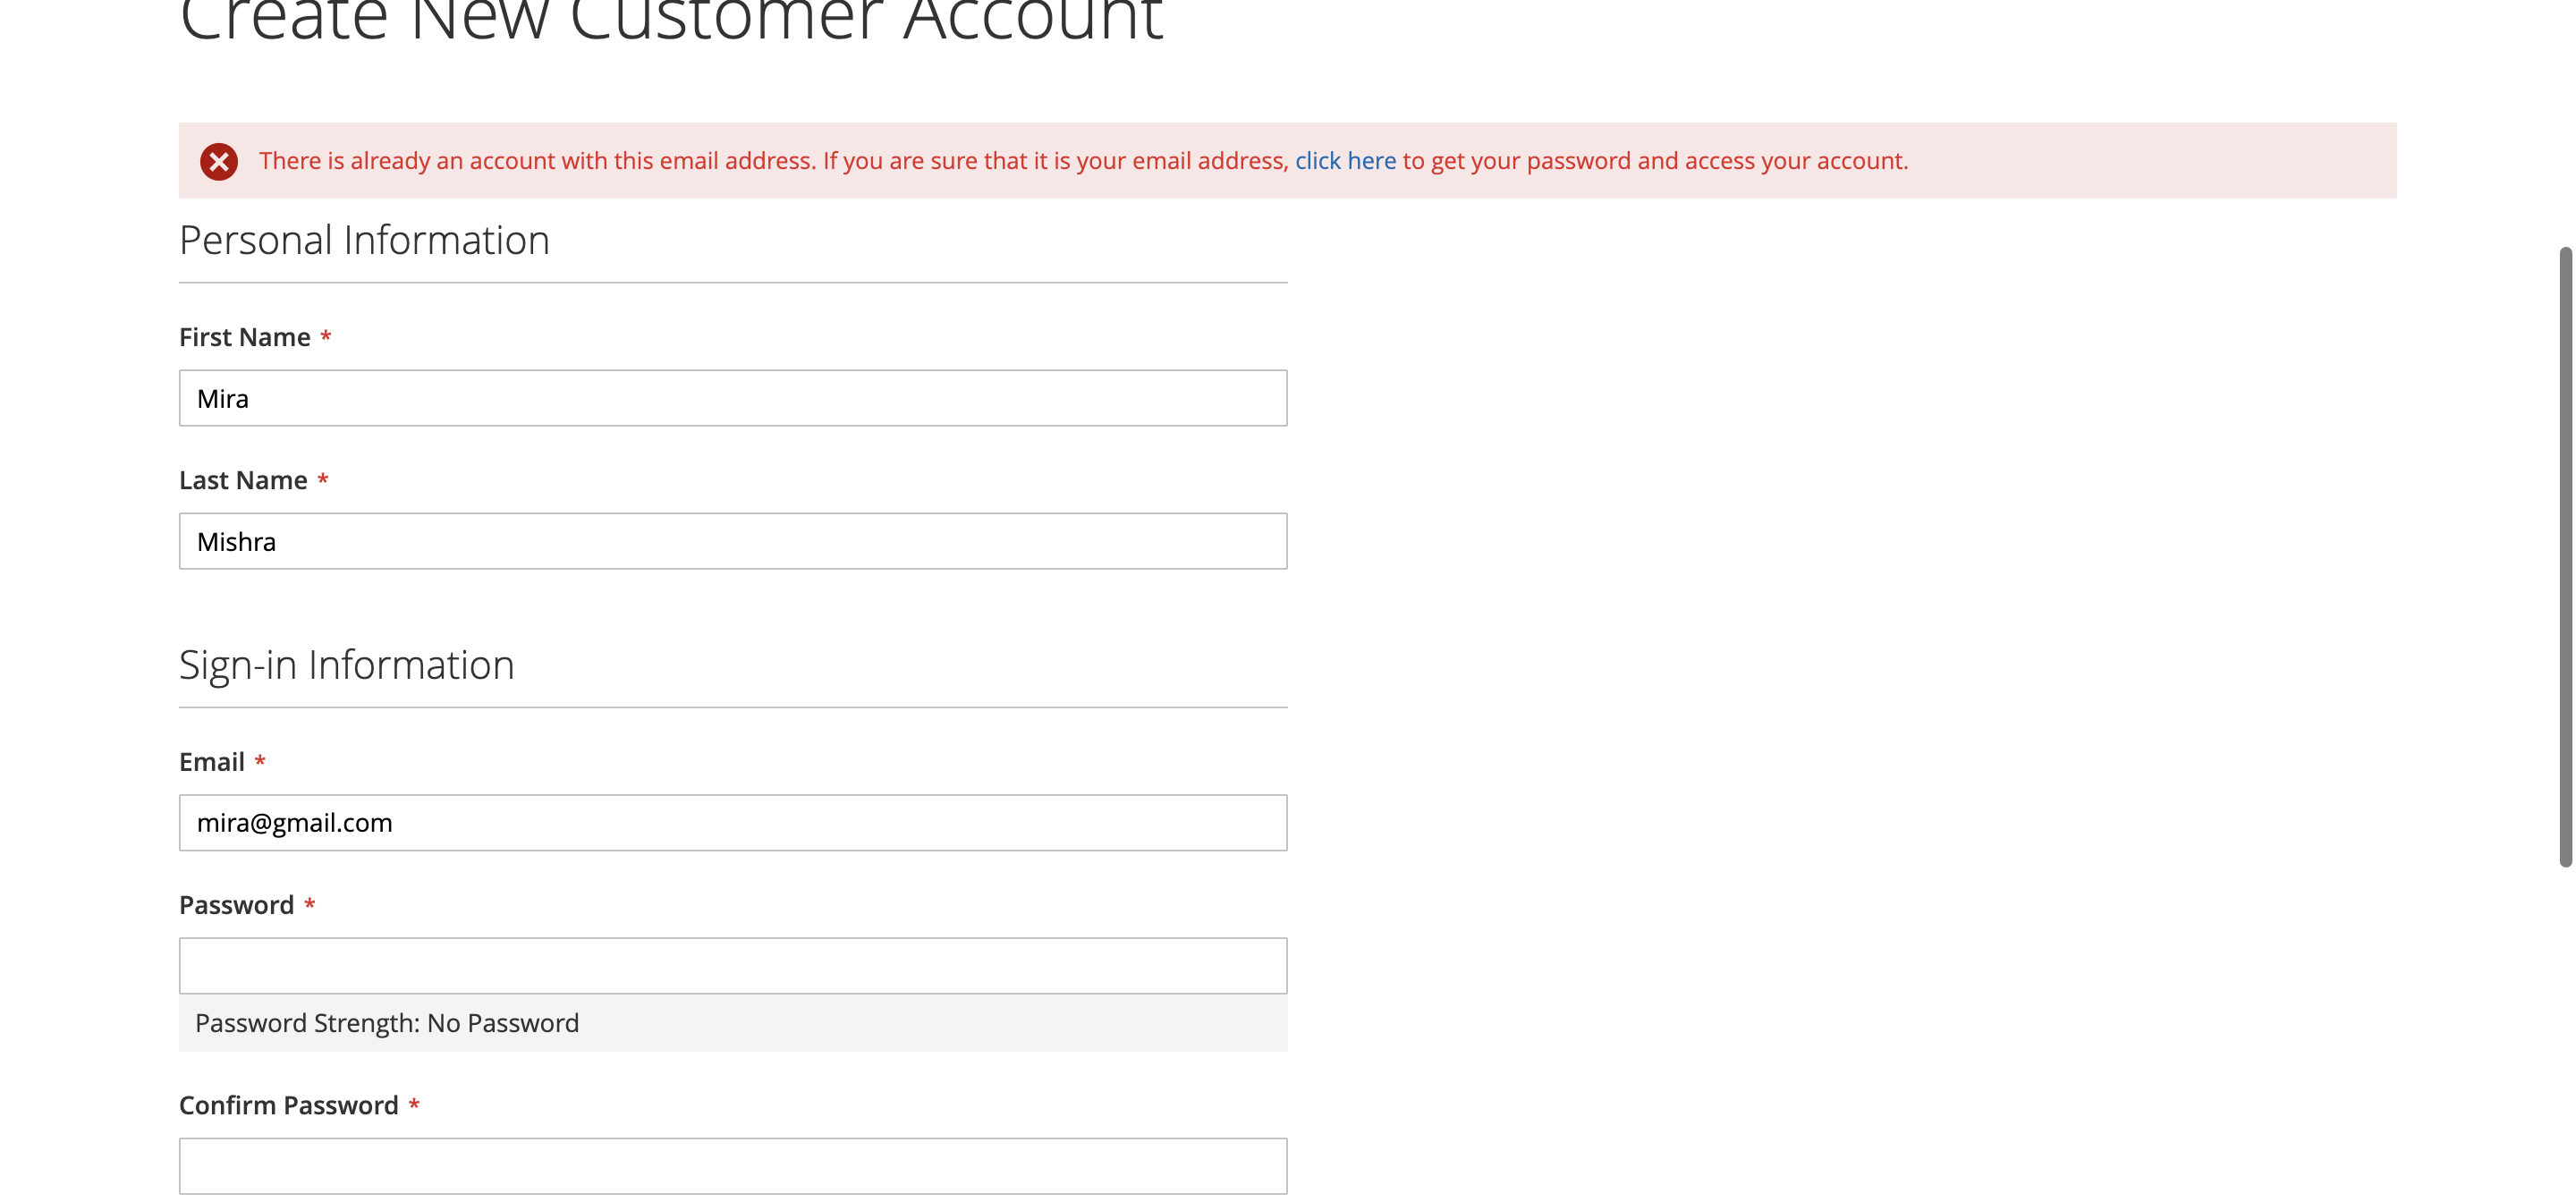 Create New Customer Account
There is already an account with this email address. If you are sure that it is your email address, click here to get your password and access your account.
Personal Information
First Name *
Mira
Last Name *
Mishra
Sign-in Information
Email *
mira@gmail.com
Password *
Password Strength: No Password
Confirm Password *